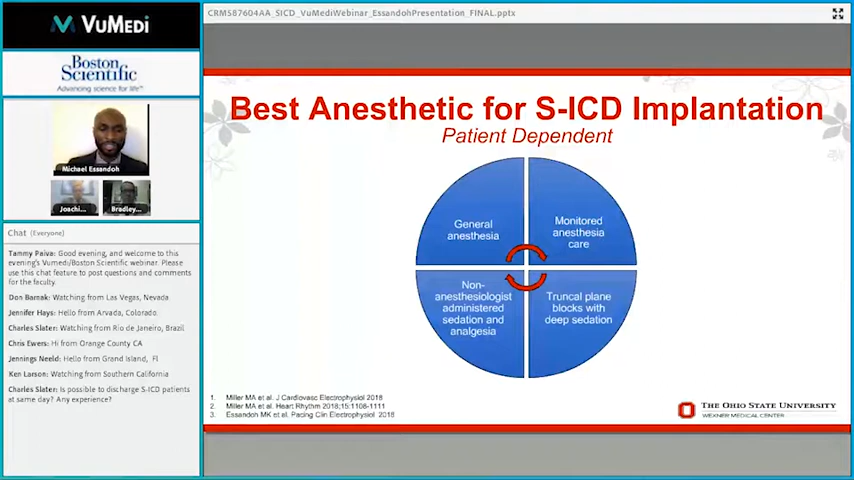 VuMEDi
CRMS87604AA_SICD_VuMediWebinar_EssandohPresentation_FINAL.pptx
Boston
Scientific
Advancing science for life™
Michael Essandoh
Joachi...
Bradley...
Chat (Everyone)
Tammy Paiva: Good evening, and welcome to this
evening's Vumedi/Boston Scientific webinar. Please
use this chat feature to post questions and comments
for the faculty.
Don Barnak: Watching from Las Vegas, Nevada
Jennifer Hays: Hello from Arvada, Colorado
Charles Slater: Watching from Rio de Janeiro, Brazil
Chris Ewers: Hi from Orange County CA
Jennings Neeld: Hello from Grand Island, Fl
Ken Larson: Watching from Southern California
Charles Slater: Is possible to discharge S-ICD patients
at same day? Any experience?
Best Anesthetic for S-ICD Implantation
Patient Dependent
General
anesthesia
Monitored
anesthesia
care
Non-
anesthesiologist
administered
sedation and
analgesia
Truncal plane
blocks with
deep sedation
1. Miller MA et al. J Cardiovasc Electrophysiol 2018
2. Miller MA et al. Heart Rhythm 2018;15:1108-1111
3. Essandoh MK et al. Pacing Clin Electrophysiol 2018
THE OHIO STATE UNIVERSITY
WEXNER MEDICAL CENTER